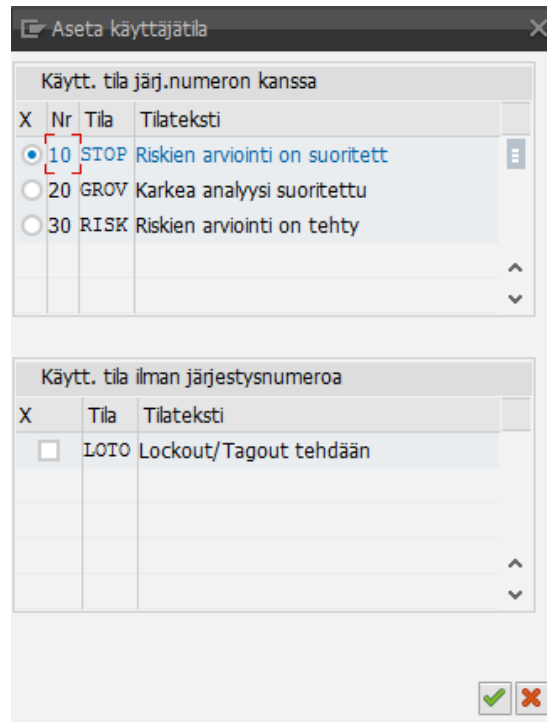 Aseta käyttäjätila
Käytt. tila järj.numeron kanssa
X Nr Tila Tilateksti
10 STOP Riskien arviointi on suoritett
20 GROV Karkea analyysi suoritettu
30 RISK Riskien arviointi on tehty
Käytt. tila ilman järjestysnumeroa
X Tila Tilateksti
LOTO Lockout/Tagout tehdään